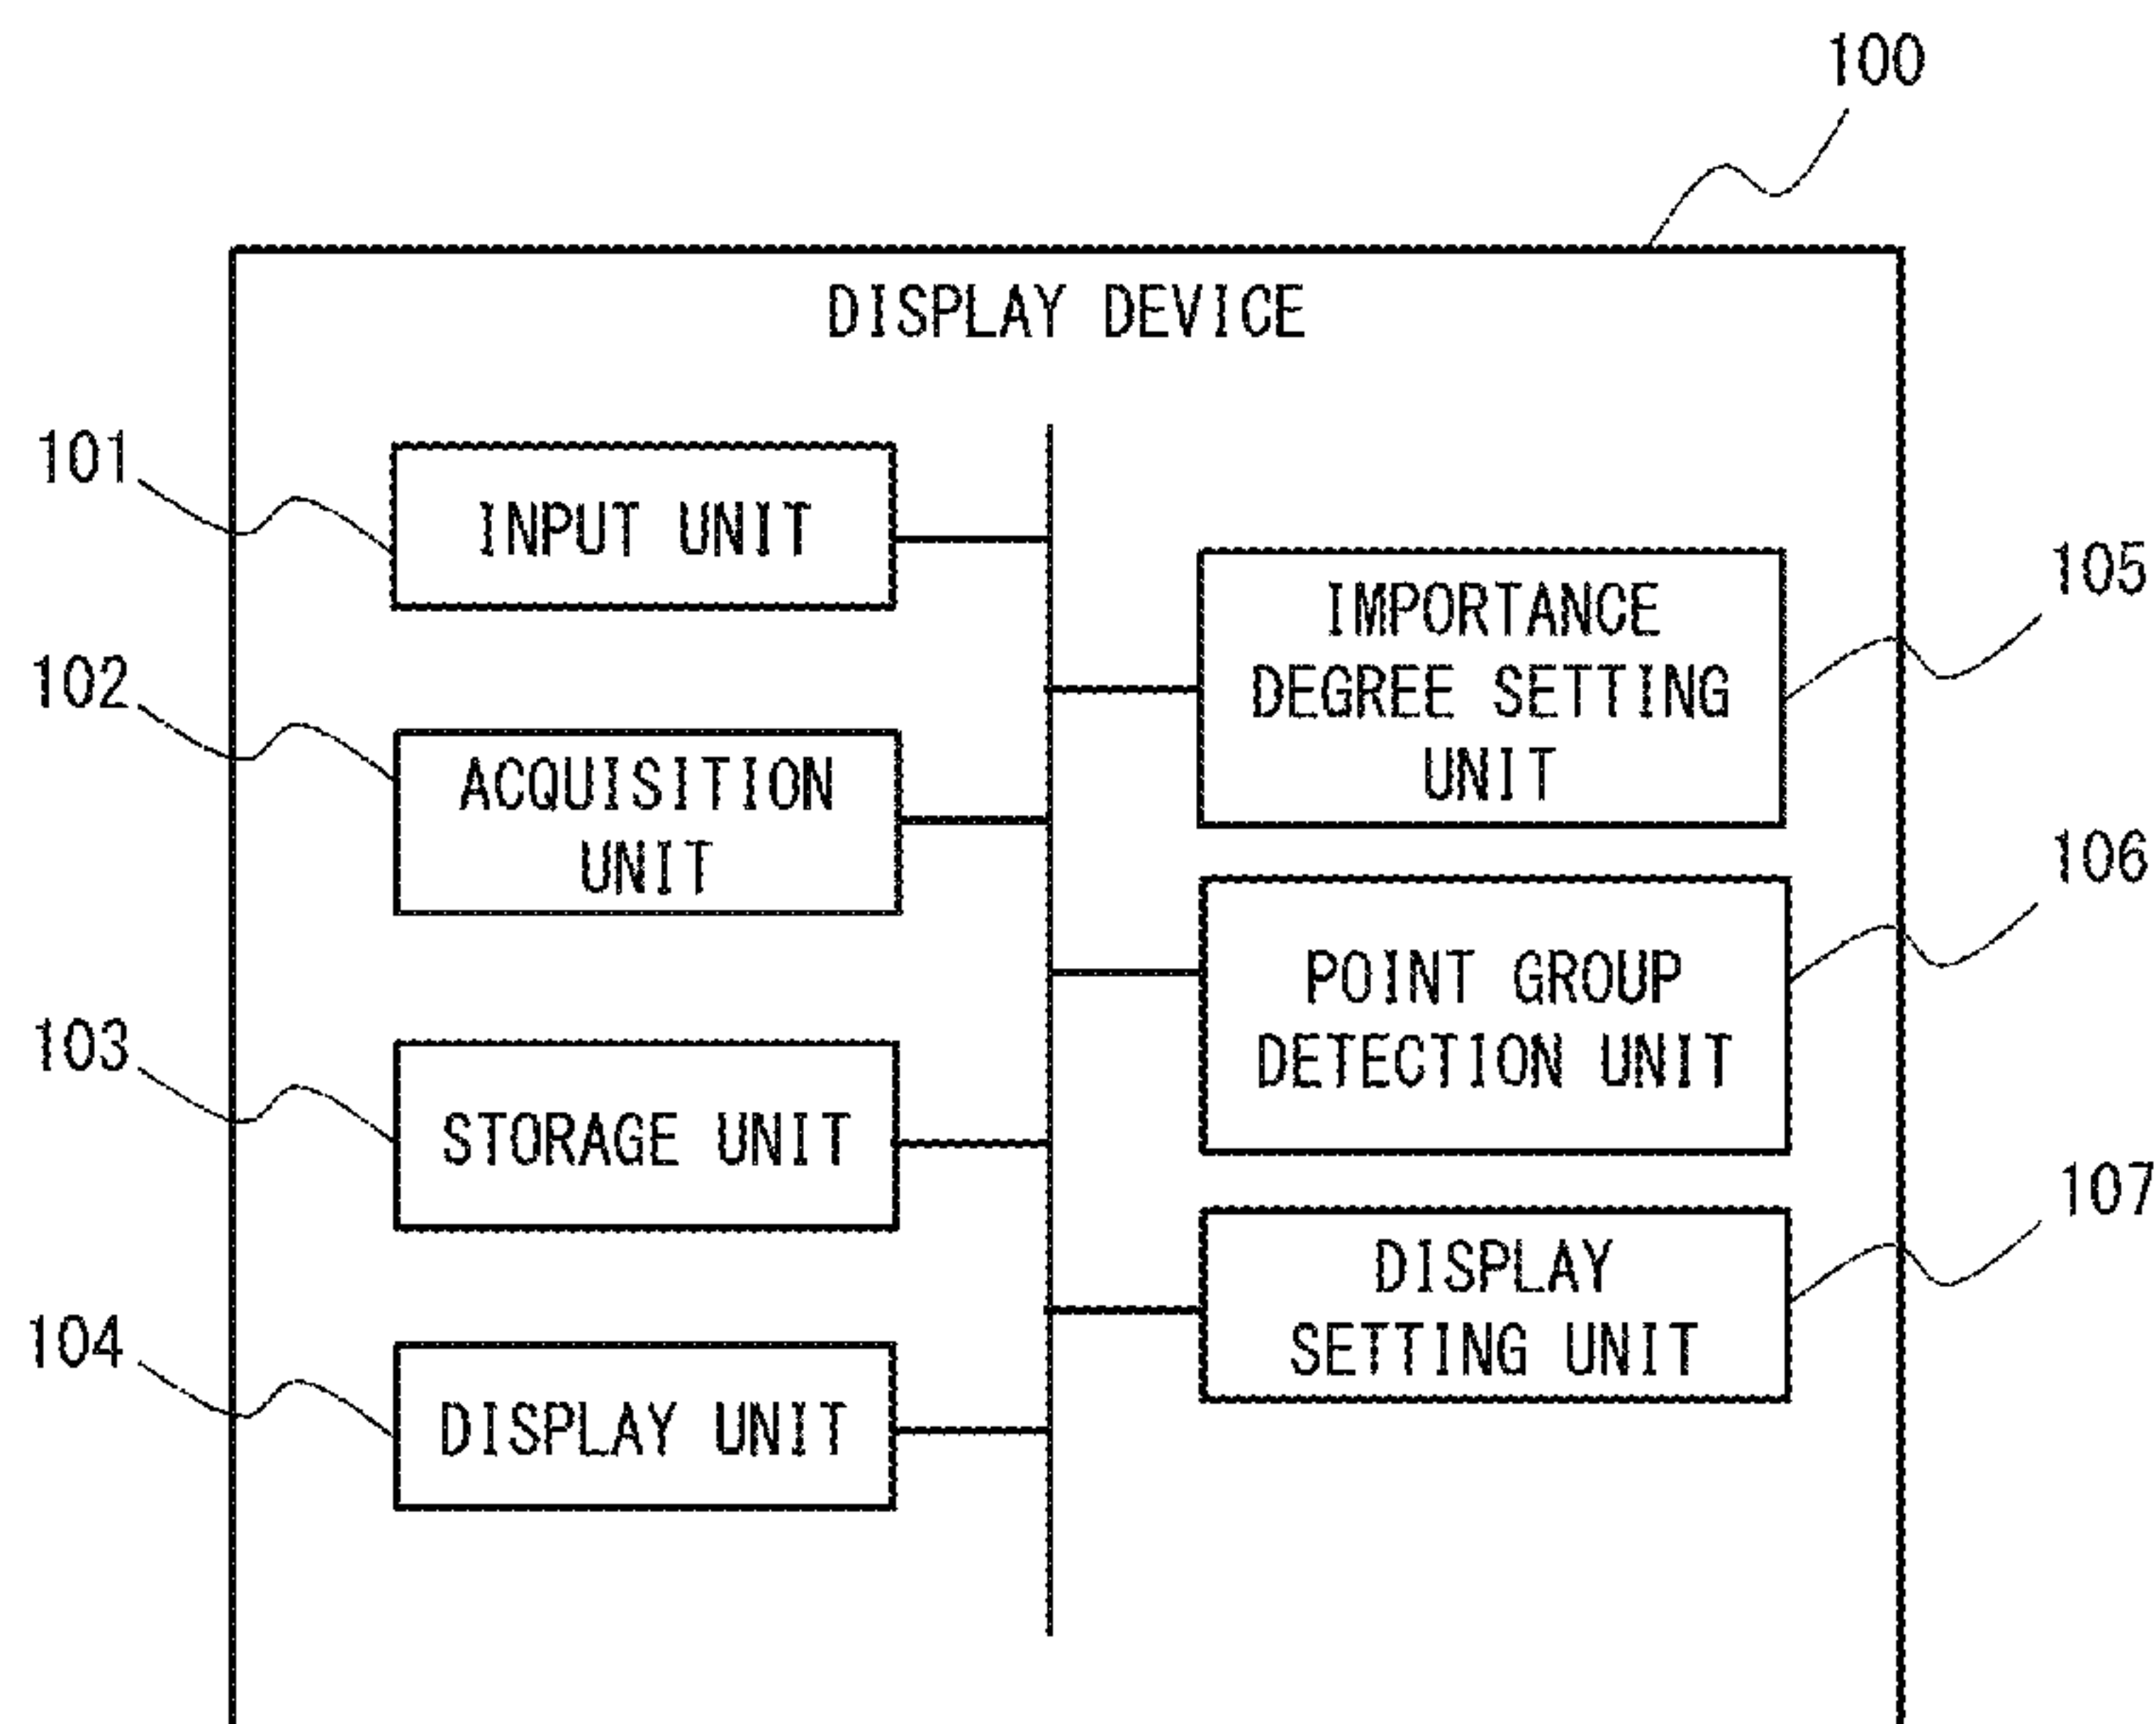 100
DISPLAY DEVICE
101
INPUT UNIT
102
ACQUISITION
UNIT
103
STORAGE UNIT
104
DISPLAY UNIT
105
IMPORTANCE
DEGREE SETTING
UNIT
106
POINT GROUP
DETECTION UNIT
107
DISPLAY
SETTING UNIT